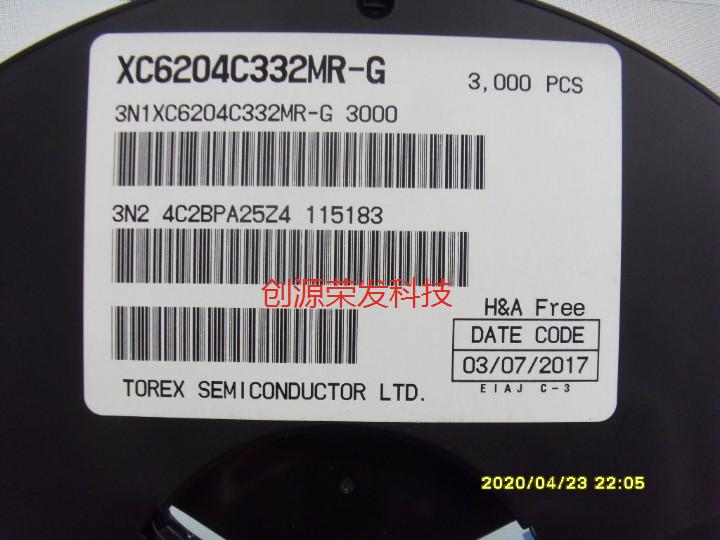 XC6204C332MR-G
3,000 PCS
3N1XC6204C332MR-G 3000
3N2 4C2BPA25Z4 115183
创源荣发科技
H&A Free
DATE CODE
03/07/2017
EIAJ C-3
TOREX SEMICONDUCTOR LTD.
2020/04/23 22:05